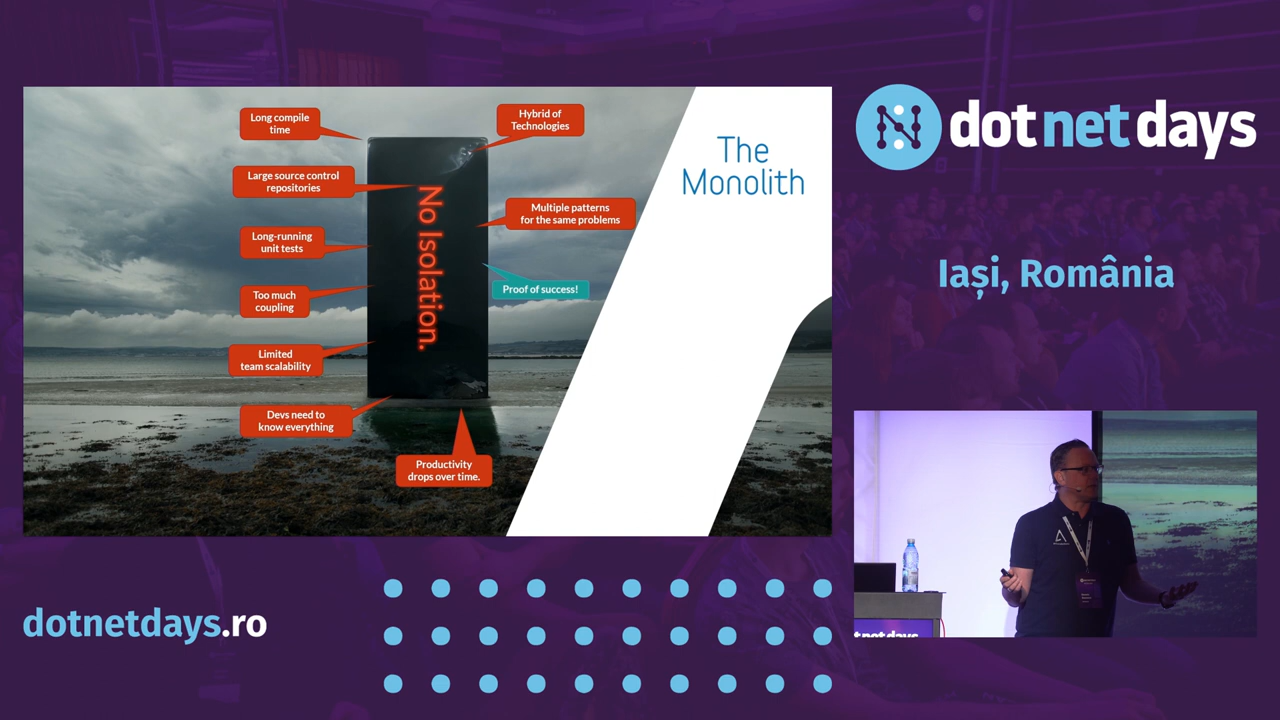 Long compile
time
Hybrid of
Technologies
Large source control
repositories
Multiple patterns
for the same problems
Long-running
unit tests
Proof of success!
Too much
coupling
Limited
team scalability
Devs need to
know everything
Productivity
drops over time.
No Isolation.
The
Monolith
dotnetdays
Iași, România
dotnetdays.ro
dotnetdays